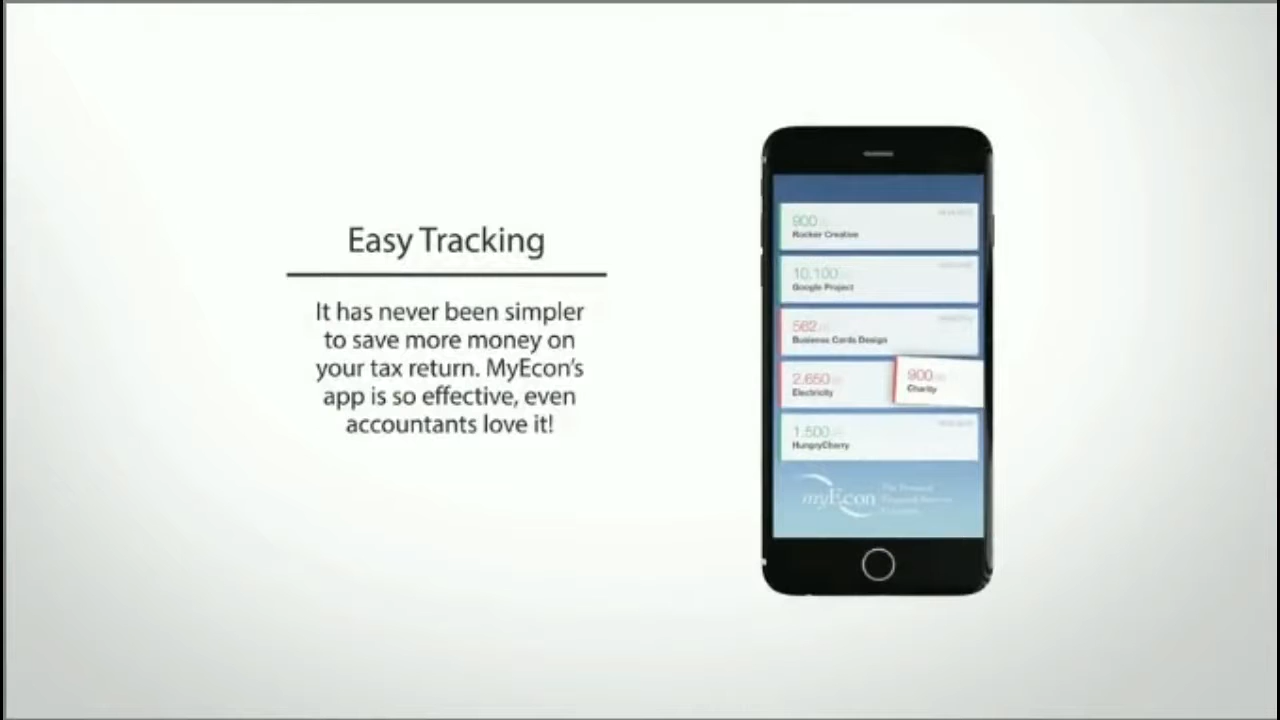 Easy Tracking
It has never been simpler
to save more money on
your tax return. MyEcon's
app is so effective, even
accountants love it!
900
Rocker Creative
10.100
Google Project
562
Business Cards Design
2.650
Electricity
900
Charity
1.500
HungryCherry
myEcon